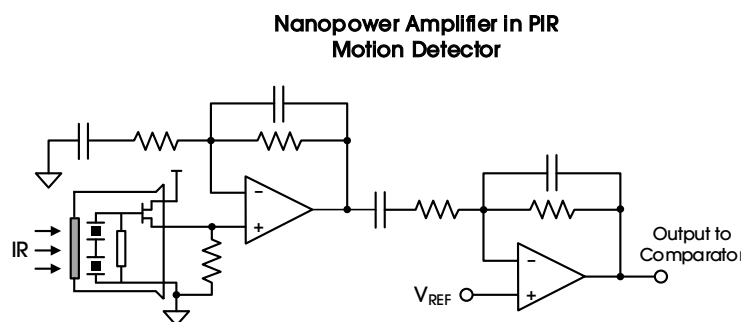 Nanopower Amplifier in PIR
Motion Detector
IR
−
+
−
+
VREF
Output to
Comparator